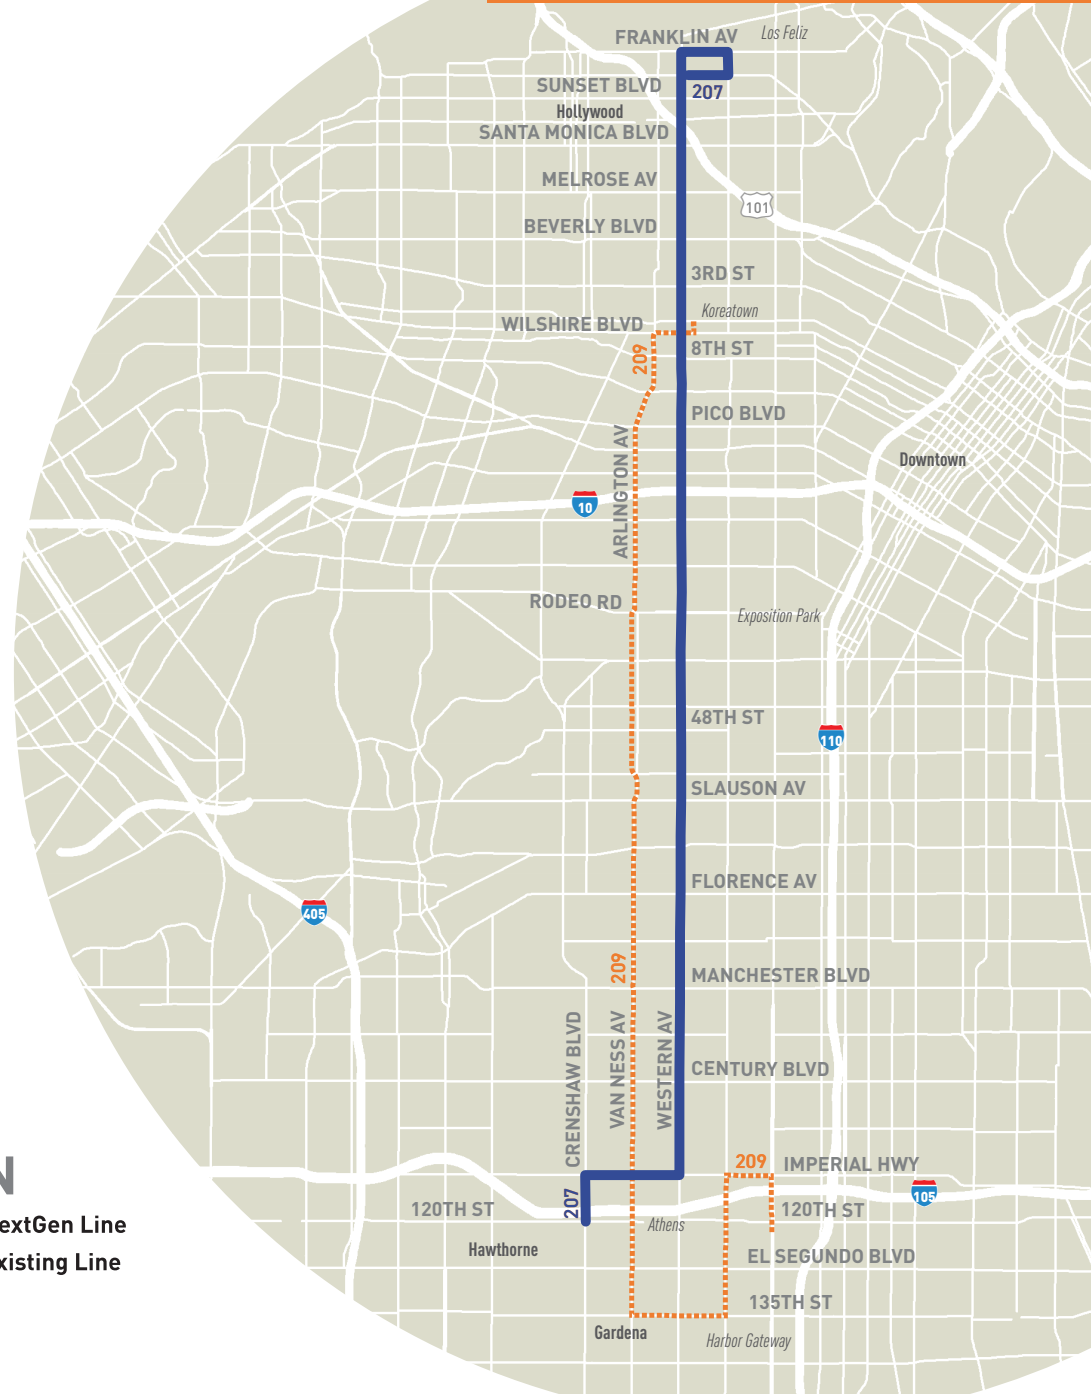 FRANKLIN AV
Los Feliz
SUNSET BLVD
207
Hollywood
SANTA MONICA BLVD
MELROSE AV
101
BEVERLY BLVD
3RD ST
Koreatown
WILSHIRE BLVD
8TH ST
209
PICO BLVD
ARLINGTON AV
Downtown
10
RODEO RD
Exposition Park
48TH ST
110
SLAUSON AV
FLORENCE AV
405
209
MANCHESTER BLVD
CRENSHAW BLVD
VAN NESS AV
WESTERN AV
CENTURY BLVD
209
IMPERIAL HWY
N
105
207
120TH ST
120TH ST
extGen Line
Athens
Hawthorne
EL SEGUNDO BLVD
xisting Line
135TH ST
Gardena
Harbor Gateway